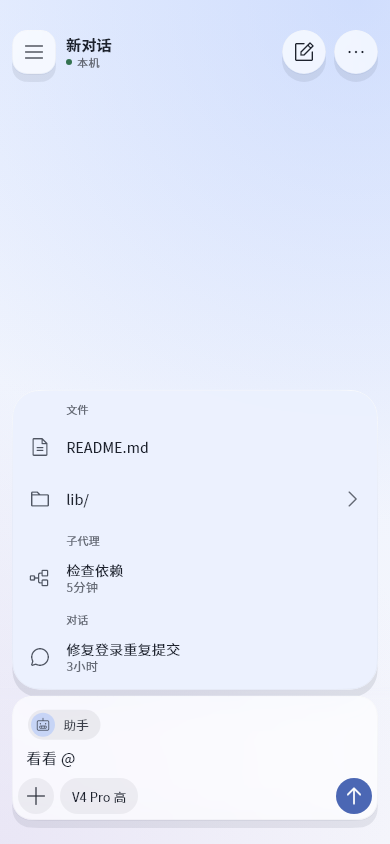 新对话
本机
文件
README.md
lib/
子代理
检查依赖
5分钟
对话
修复登录重复提交
3小时
助手
看看 @
V4 Pro 高